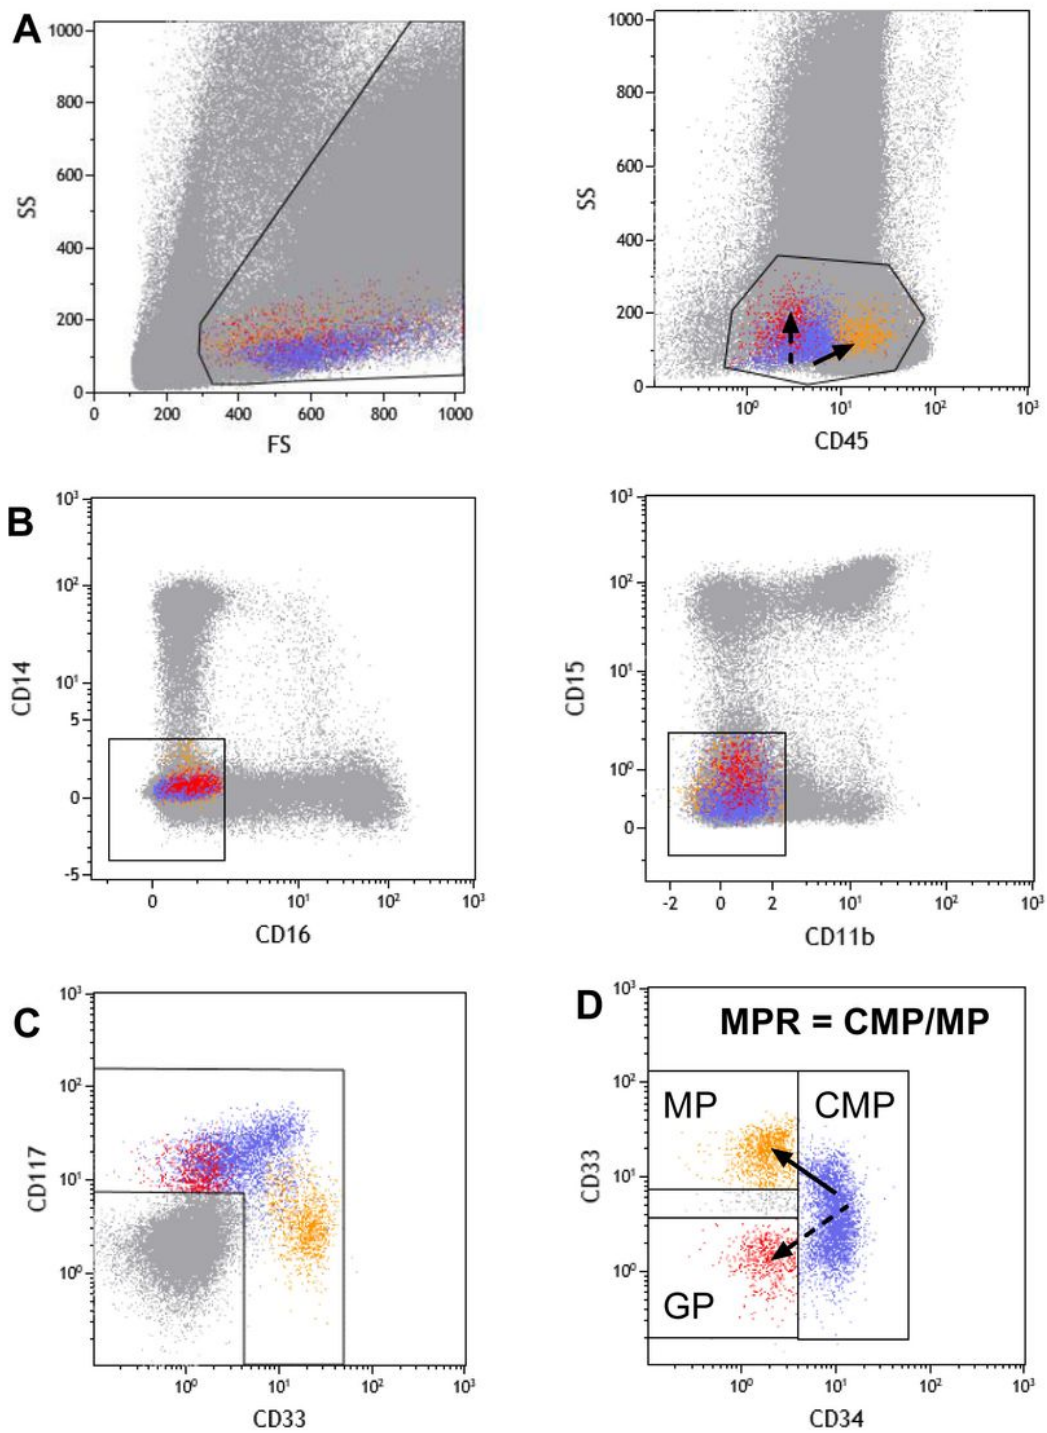 A
1000
800
600
400
200
0
SS
0 200 400 600 800 1000
FS
1000
800
600
400
200
0
SS
10⁰ 10¹ 10² 10³
CD45
B
10³
10²
10¹
5
0
-5
CD14
0 10¹ 10² 10³
CD16
10³
10²
10¹
10⁰
0
CD15
-2 0 2 10¹ 10² 10³
CD11b
C
10³
10²
10¹
10⁰
CD117
10⁰ 10¹ 10² 10³
CD33
D
MPR = CMP/MP
10³
10²
10¹
10⁰
CD33
MP CMP
GP
10⁰ 10¹ 10² 10³
CD34